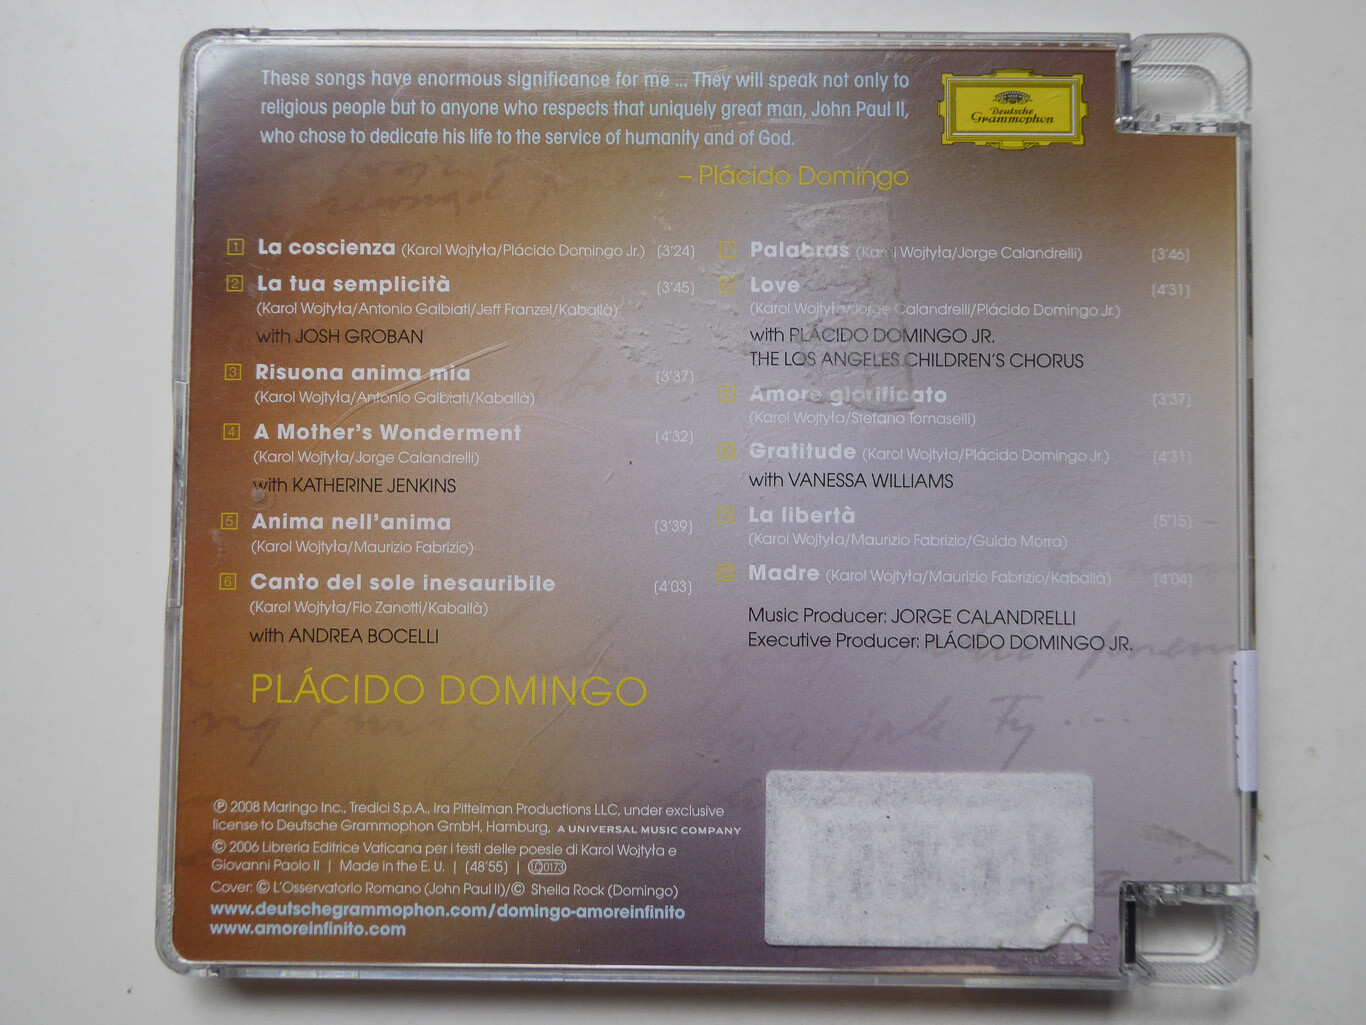 These songs have enormous significance for me ... They will speak not only to
religious people but to anyone who respects that uniquely great man, John Paul II,
who chose to dedicate his life to the service of humanity and of God.
– Plácido Domingo
Deutsche
Grammophon
1 La coscienza (Karol Wojtyła/Plácido Domingo Jr.) (3'24)
2 La tua semplicità (3'45)
(Karol Wojtyła/Antonio Galbiati/Jeff Franzel/Kaballà)
with JOSH GROBAN
3 Risuona anima mia (3'37)
(Karol Wojtyła/Antonio Galbiati/Kaballà)
4 A Mother's Wonderment (4'32)
(Karol Wojtyła/Jorge Calandrelli)
with KATHERINE JENKINS
5 Anima nell'anima (3'39)
(Karol Wojtyła/Maurizio Fabrizio)
6 Canto del sole inesauribile (4'03)
(Karol Wojtyła/Fio Zanotti/Kaballà)
with ANDREA BOCELLI
Palabras (Karol Wojtyła/Jorge Calandrelli) (3'46)
Love (4'31)
(Karol Wojtyła/Jorge Calandrelli/Plácido Domingo Jr.)
with PLÁCIDO DOMINGO JR.
THE LOS ANGELES CHILDREN'S CHORUS
Amore glorificato (3'37)
(Karol Wojtyła/Stefano Tomaselli)
Gratitude (Karol Wojtyła/Plácido Domingo Jr.) (4'31)
with VANESSA WILLIAMS
La libertà (5'15)
(Karol Wojtyła/Maurizio Fabrizio/Guido Morra)
Madre (Karol Wojtyła/Maurizio Fabrizio/Kaballà) (4'04)
Music Producer: JORGE CALANDRELLI
Executive Producer: PLÁCIDO DOMINGO JR.
PLÁCIDO DOMINGO
℗ 2008 Maringo Inc., Tredici S.p.A., Ira Pittelman Productions LLC, under exclusive
license to Deutsche Grammophon GmbH, Hamburg, A UNIVERSAL MUSIC COMPANY
© 2006 Libreria Editrice Vaticana per i testi delle poesie di Karol Wojtyła e
Giovanni Paolo II | Made in the E. U. | (48'55) | LC 0173
Cover: © L'Osservatorio Romano (John Paul II)/© Sheila Rock (Domingo)
www.deutschegrammophon.com/domingo-amoreinfinito
www.amoreinfinito.com